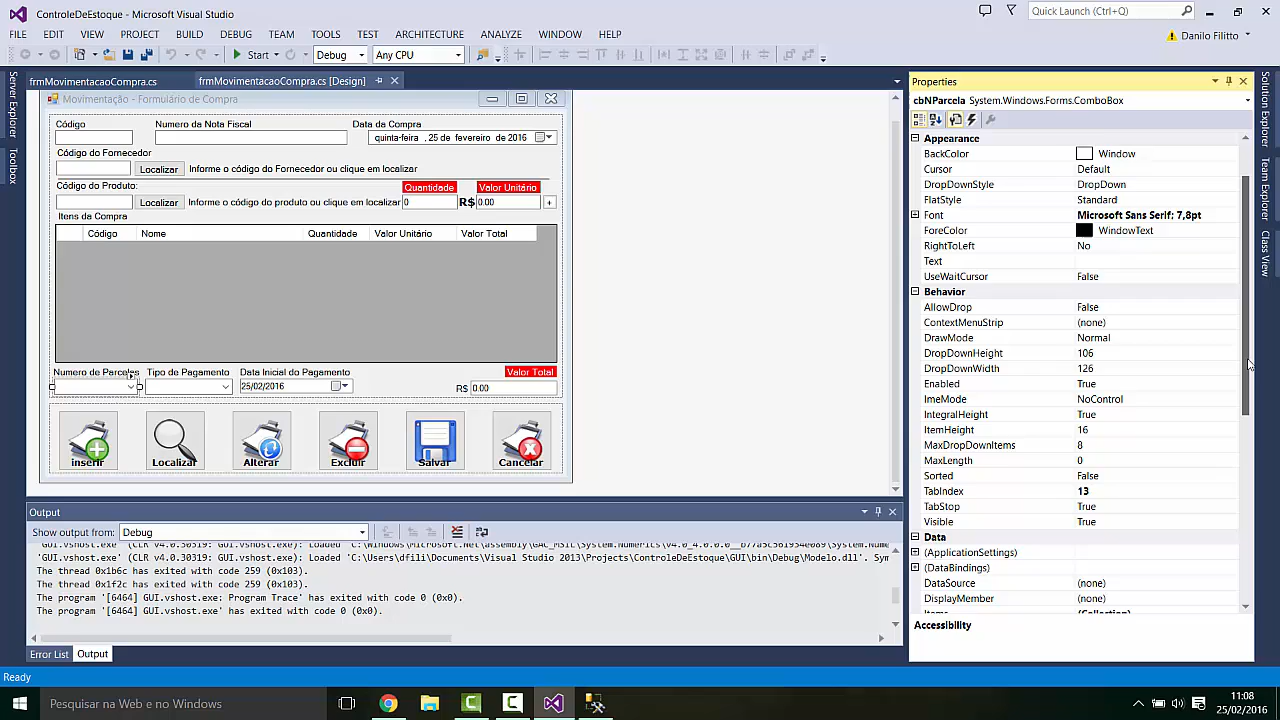 ControleDeEstoque - Microsoft Visual Studio
Quick Launch (Ctrl+Q)
FILE EDIT VIEW PROJECT BUILD DEBUG TEAM TOOLS TEST ARCHITECTURE ANALYZE WINDOW HELP
Danilo Filitto
Start Debug Any CPU
Server Explorer
Toolbox
frmMovimentacaoCompra.cs
frmMovimentacaoCompra.cs [Design]
Movimentação - Formulário de Compra
Código Numero da Nota Fiscal Data da Compra
quinta-feira , 25 de fevereiro de 2016
Código do Fornecedor
Localizar Informe o código do Fornecedor ou clique em localizar
Código do Produto: Quantidade Valor Unitário
Localizar Informe o código do produto ou clique em localizar 0 R$ 0.00 +
Itens da Compra
Código Nome Quantidade Valor Unitário Valor Total
Numero de Parcelas Tipo de Pagamento Data Inicial do Pagamento Valor Total
25/02/2016 R$ 0.00
Inserir Localizar Alterar Excluir Salvar Cancelar
Output
Show output from: Debug
'GUI.vshost.exe' (CLR v4.0.30319: GUI.vshost.exe): Loaded 'C:\Users\dfili\Documents\Visual Studio 2013\Projects\ControleDeEstoque\GUI\bin\Debug\Modelo.dll'. Sym
The thread 0x1b6c has exited with code 259 (0x103).
The thread 0x1f2c has exited with code 259 (0x103).
The program '[6464] GUI.vshost.exe: Program Trace' has exited with code 0 (0x0).
The program '[6464] GUI.vshost.exe' has exited with code 0 (0x0).
Error List Output
Properties
cbNParcela System.Windows.Forms.ComboBox
Appearance
BackColor Window
Cursor Default
DropDownStyle DropDown
FlatStyle Standard
Font Microsoft Sans Serif; 7,8pt
ForeColor WindowText
RightToLeft No
Text
UseWaitCursor False
Behavior
AllowDrop False
ContextMenuStrip (none)
DrawMode Normal
DropDownHeight 106
DropDownWidth 126
Enabled True
ImeMode NoControl
IntegralHeight True
ItemHeight 16
MaxDropDownItems 8
MaxLength 0
Sorted False
TabIndex 13
TabStop True
Visible True
Data
(ApplicationSettings)
(DataBindings)
DataSource (none)
DisplayMember (none)
Items (Collection)
Accessibility
Solution Explorer
Team Explorer
Class View
Ready
Pesquisar na Web e no Windows
11:08
25/02/2016